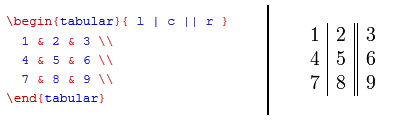 \begin{tabular}{ l | c || r }
1 & 2 & 3 \\
4 & 5 & 6 \\
7 & 8 & 9 \\
\end{tabular}
1 2 3
4 5 6
7 8 9